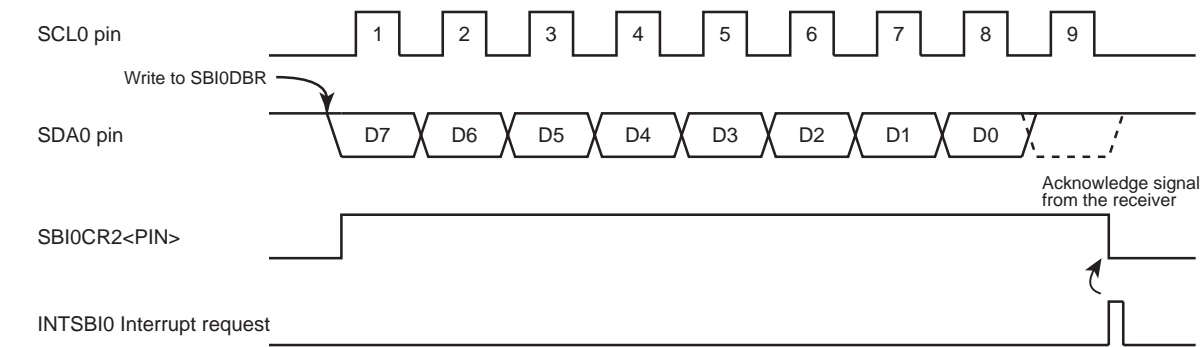 SCL0 pin
1 2 3 4 5 6 7 8 9
Write to SBI0DBR
SDA0 pin
D7 D6 D5 D4 D3 D2 D1 D0
Acknowledge signal
from the receiver
SBI0CR2<PIN>
INTSBI0 Interrupt request